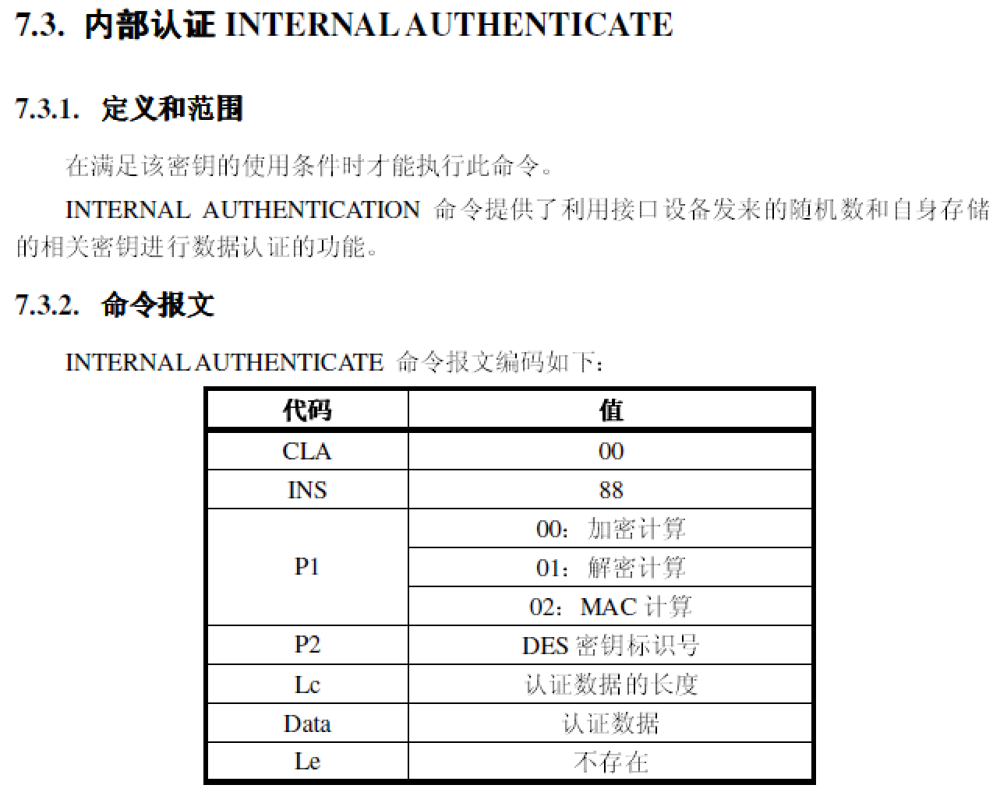 7.3. 内部认证 INTERNAL AUTHENTICATE
7.3.1. 定义和范围
在满足该密钥的使用条件时才能执行此命令。
INTERNAL AUTHENTICATION 命令提供了利用接口设备发来的随机数和自身存储
的相关密钥进行数据认证的功能。
7.3.2. 命令报文
INTERNAL AUTHENTICATE 命令报文编码如下：
代码 值
CLA 00
INS 88
P1
00： 加密计算
01： 解密计算
02： MAC 计算
P2 DES 密钥标识号
Lc 认证数据的长度
Data 认证数据
Le 不存在